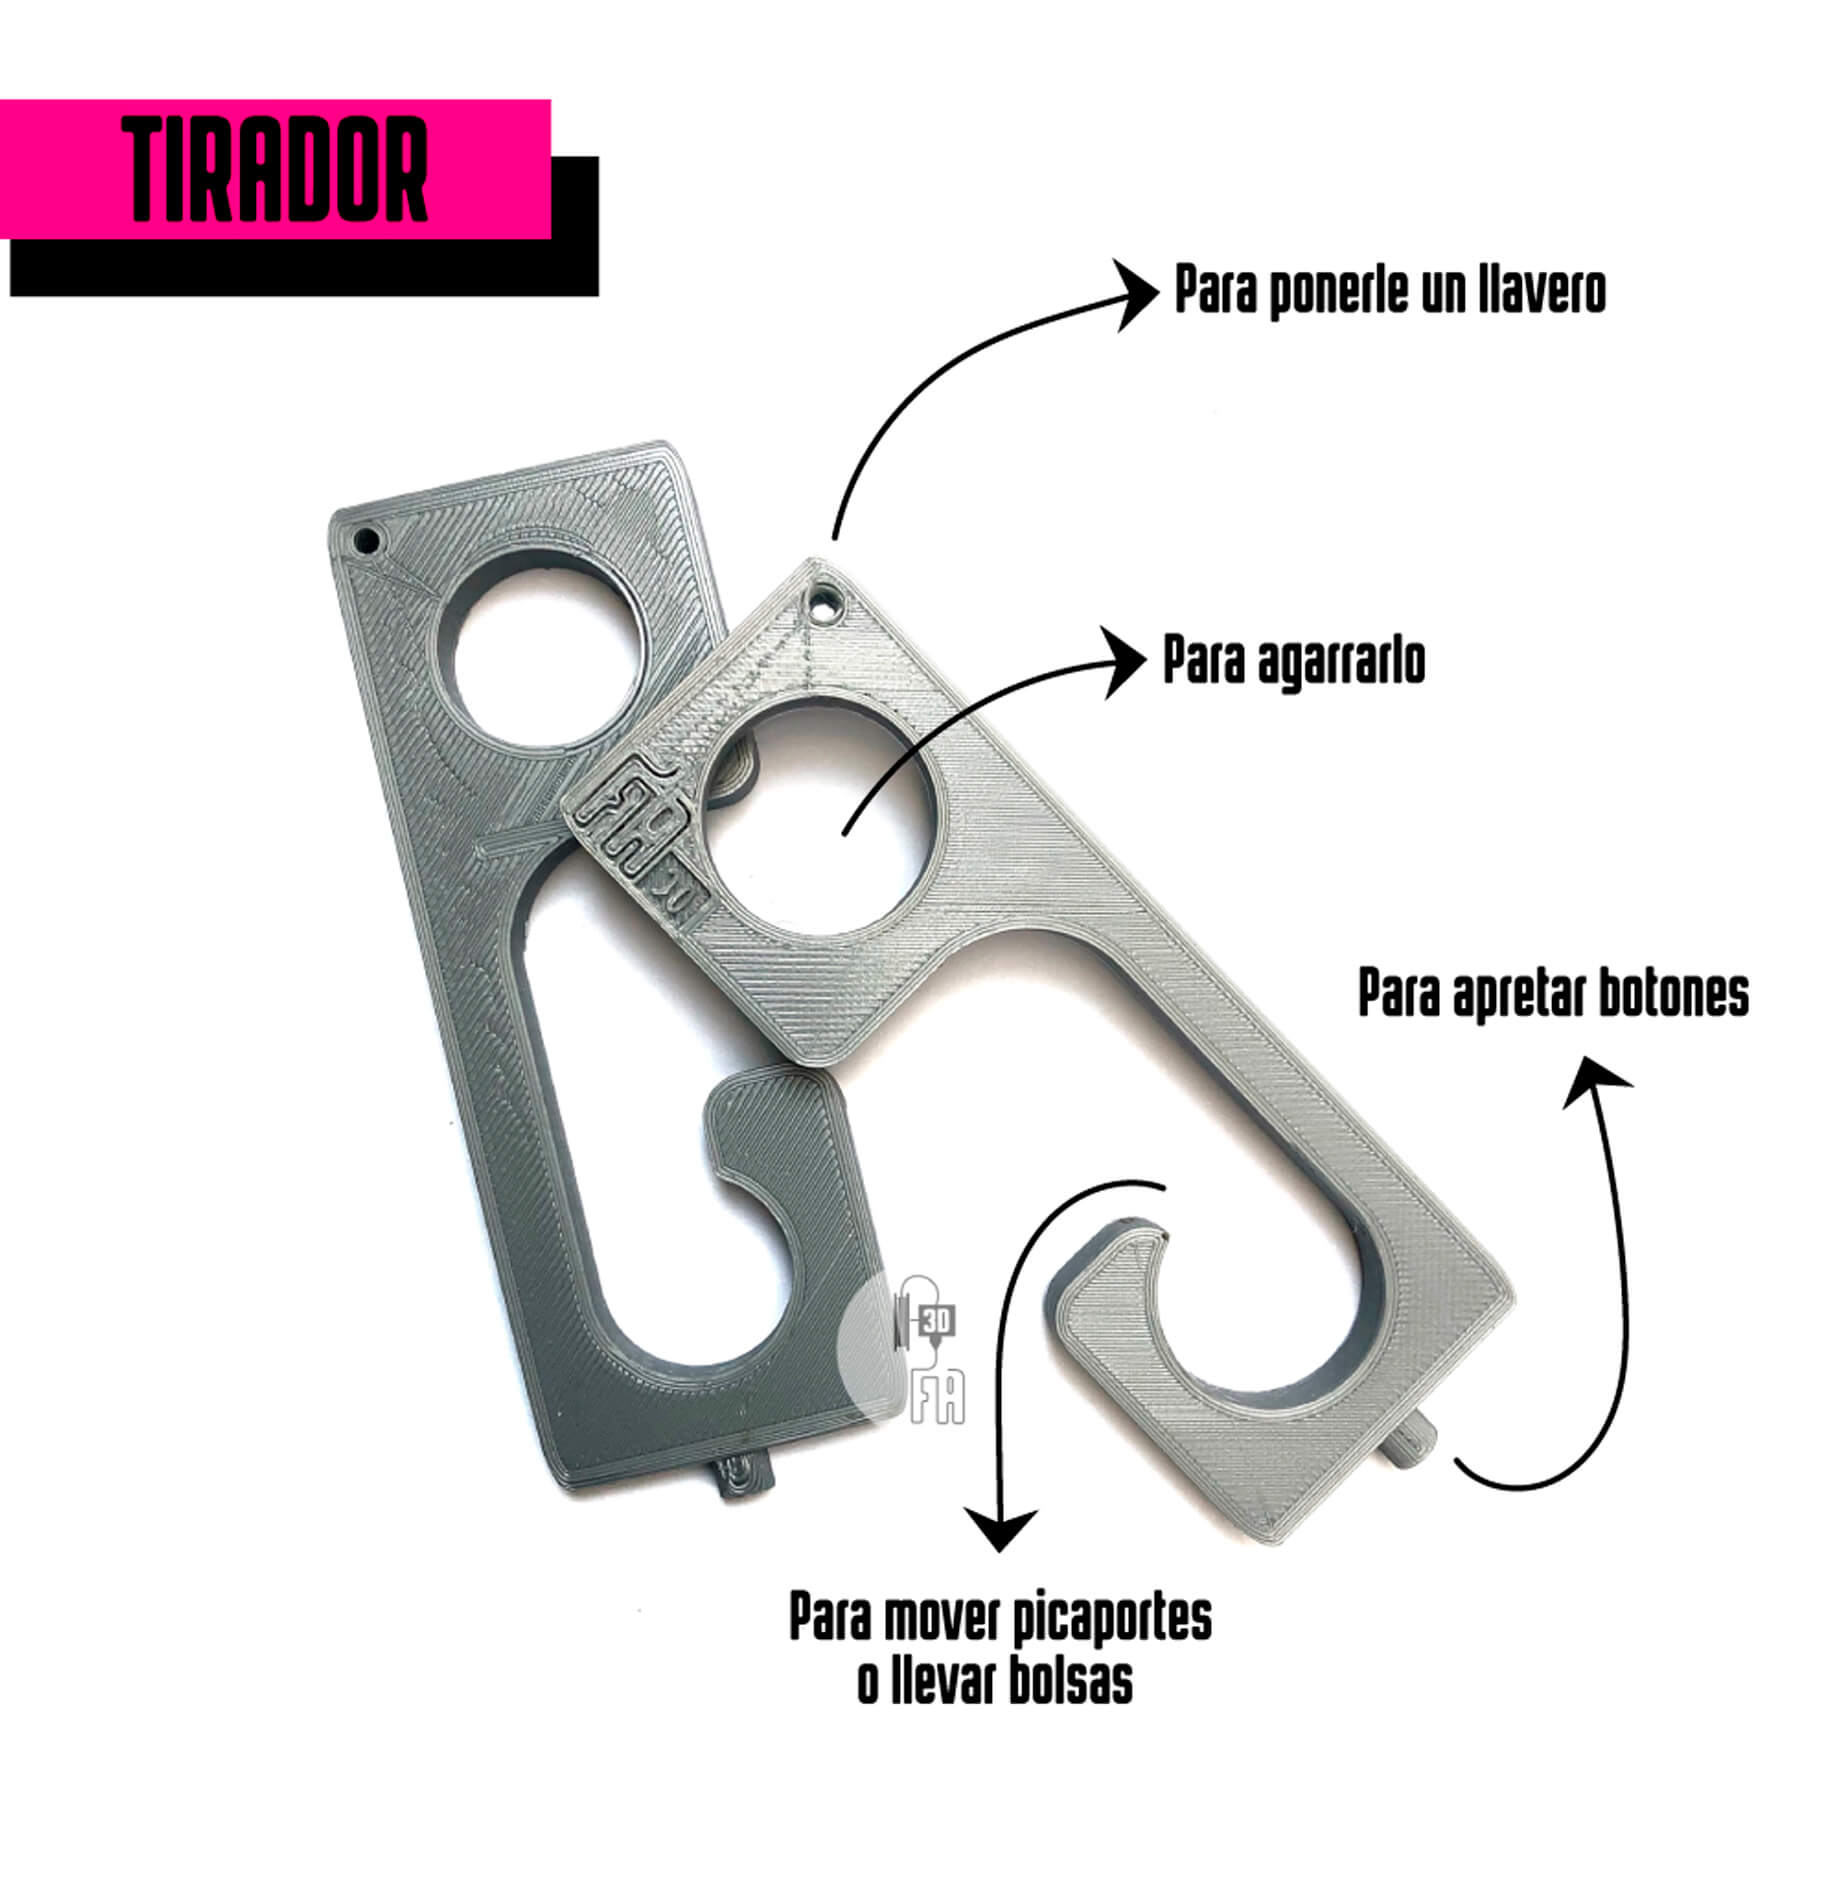 TIRADOR
Para ponerle un llavero
Para agarrarlo
Para apretar botones
3D
FA
Para mover picaportes
o llevar bolsas